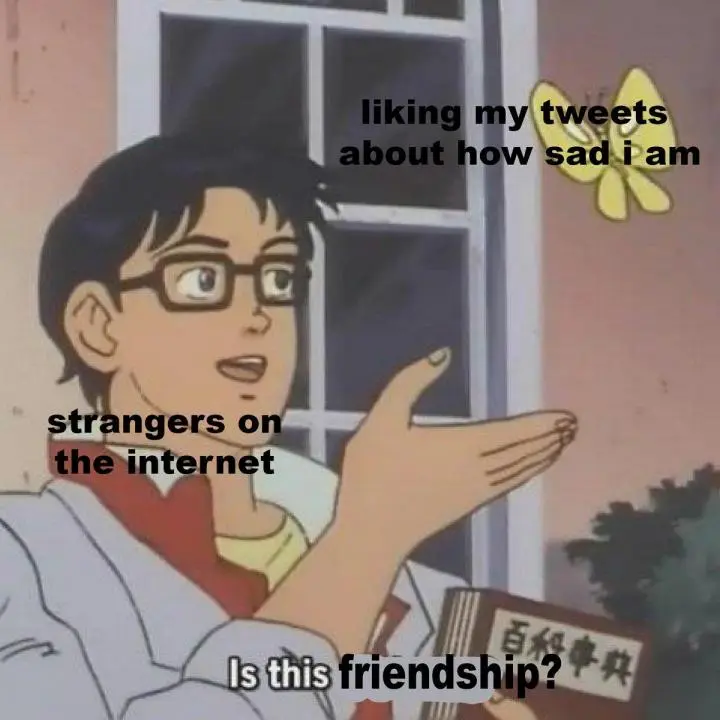 liking my tweets
about how sad i am
strangers on
the internet
百科事典
Is this friendship?